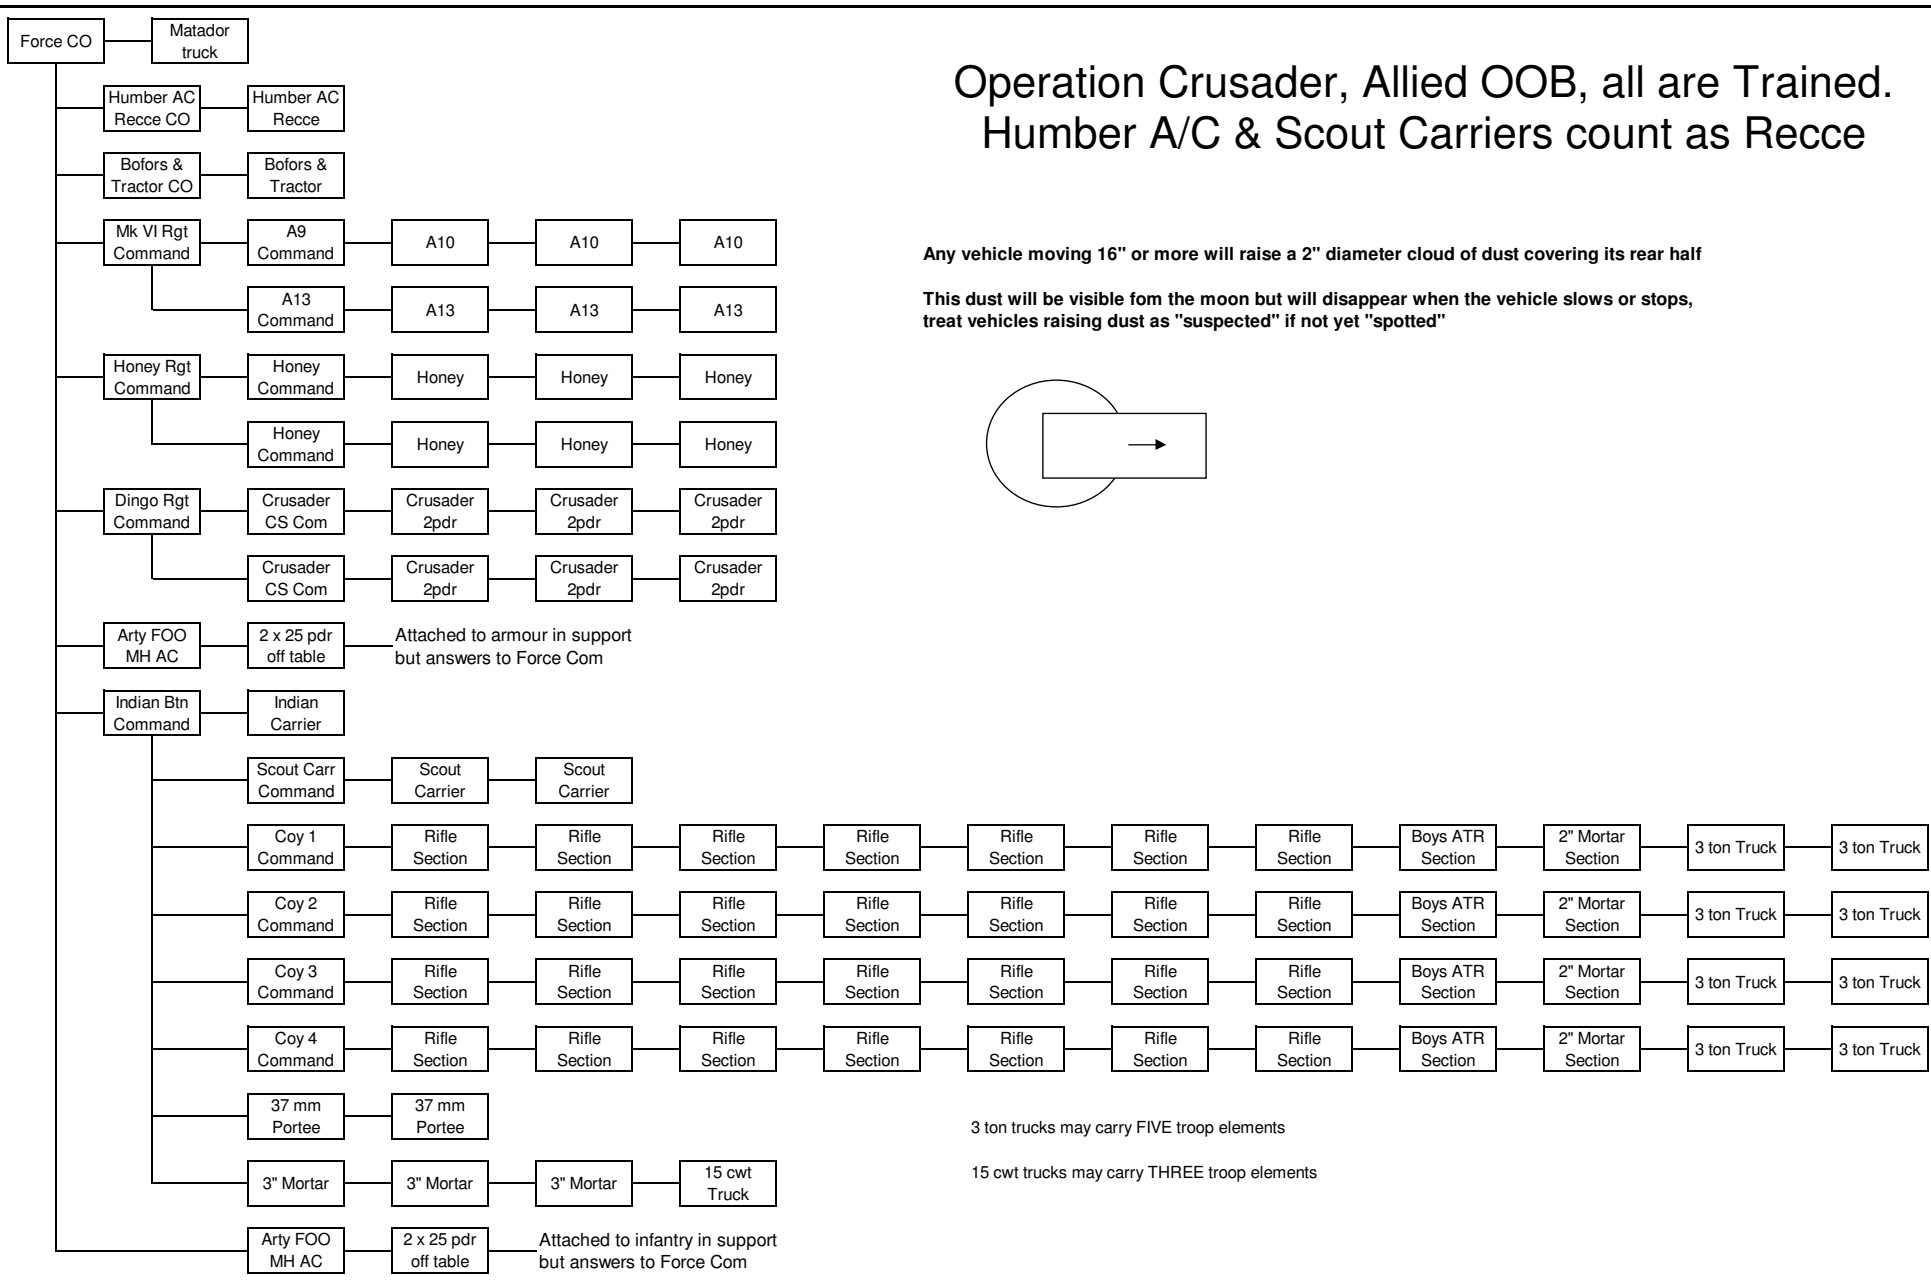 Force CO
Matador
truck
Operation Crusader, Allied OOB, all are Trained.
Humber A/C & Scout Carriers count as Recce
Humber AC
Recce CO
Humber AC
Recce
Bofors &
Tractor CO
Bofors &
Tractor
Mk VI Rgt
Command
A9
Command
A10
A10
A10
Any vehicle moving 16" or more will raise a 2" diameter cloud of dust covering its rear half
A13
Command
A13
A13
A13
This dust will be visible fom the moon but will disappear when the vehicle slows or stops,
treat vehicles raising dust as "suspected" if not yet "spotted"
Honey Rgt
Command
Honey
Command
Honey
Honey
Honey
Honey
Command
Honey
Honey
Honey
Dingo Rgt
Command
Crusader
CS Com
Crusader
2pdr
Crusader
2pdr
Crusader
2pdr
Crusader
CS Com
Crusader
2pdr
Crusader
2pdr
Crusader
2pdr
Arty FOO
MH AC
2 x 25 pdr
off table
Attached to armour in support
but answers to Force Com
Indian Btn
Command
Indian
Carrier
Scout Carr
Command
Scout
Carrier
Scout
Carrier
Coy 1
Command
Rifle
Section
Rifle
Section
Rifle
Section
Rifle
Section
Rifle
Section
Rifle
Section
Rifle
Section
Boys ATR
Section
2" Mortar
Section
3 ton Truck
3 ton Truck
Coy 2
Command
Rifle
Section
Rifle
Section
Rifle
Section
Rifle
Section
Rifle
Section
Rifle
Section
Rifle
Section
Boys ATR
Section
2" Mortar
Section
3 ton Truck
3 ton Truck
Coy 3
Command
Rifle
Section
Rifle
Section
Rifle
Section
Rifle
Section
Rifle
Section
Rifle
Section
Rifle
Section
Boys ATR
Section
2" Mortar
Section
3 ton Truck
3 ton Truck
Coy 4
Command
Rifle
Section
Rifle
Section
Rifle
Section
Rifle
Section
Rifle
Section
Rifle
Section
Rifle
Section
Boys ATR
Section
2" Mortar
Section
3 ton Truck
3 ton Truck
37 mm
Portee
37 mm
Portee
3 ton trucks may carry FIVE troop elements
3" Mortar
3" Mortar
3" Mortar
15 cwt
Truck
15 cwt trucks may carry THREE troop elements
Arty FOO
MH AC
2 x 25 pdr
off table
Attached to infantry in support
but answers to Force Com